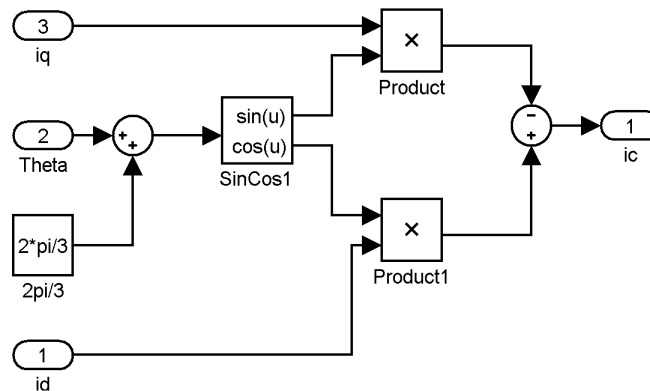 3
iq
×
Product
2
Theta
+
+
sin(u)
cos(u)
SinCos1
−
+
1
ic
2*pi/3
2pi/3
×
Product1
1
id